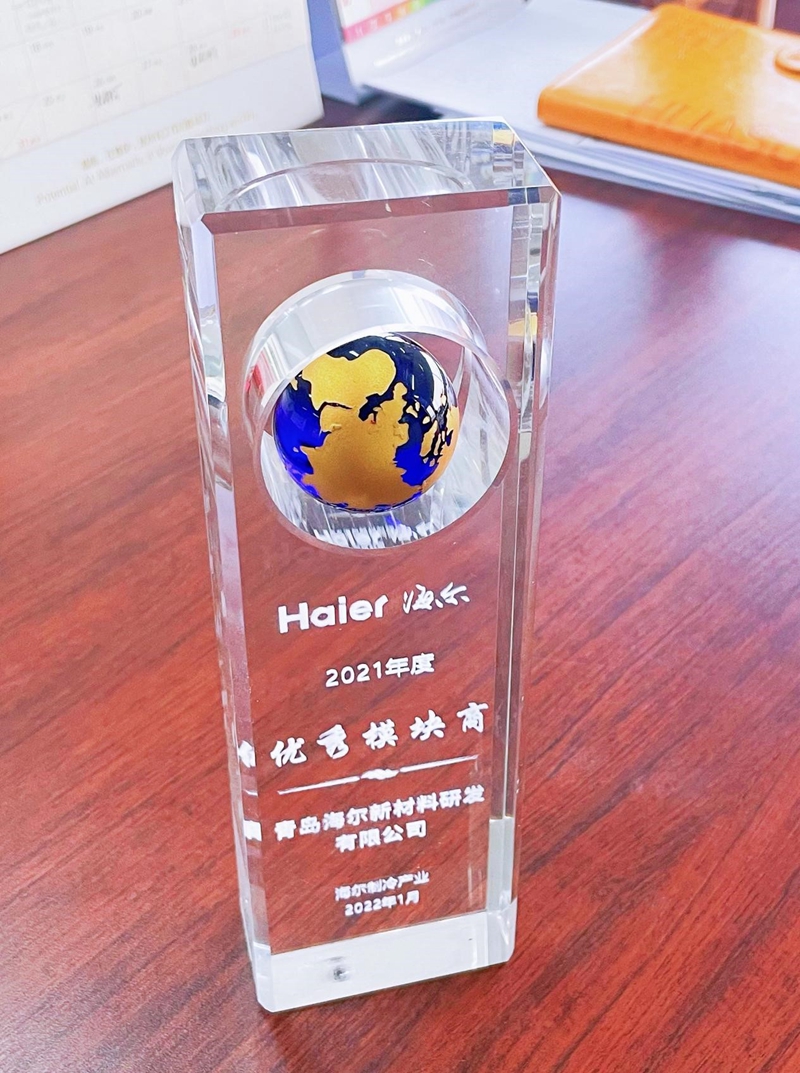 Haier 海尔
2021年度
优秀模块商
青岛海尔新材料研发
有限公司
海尔制冷产业
2022年1月